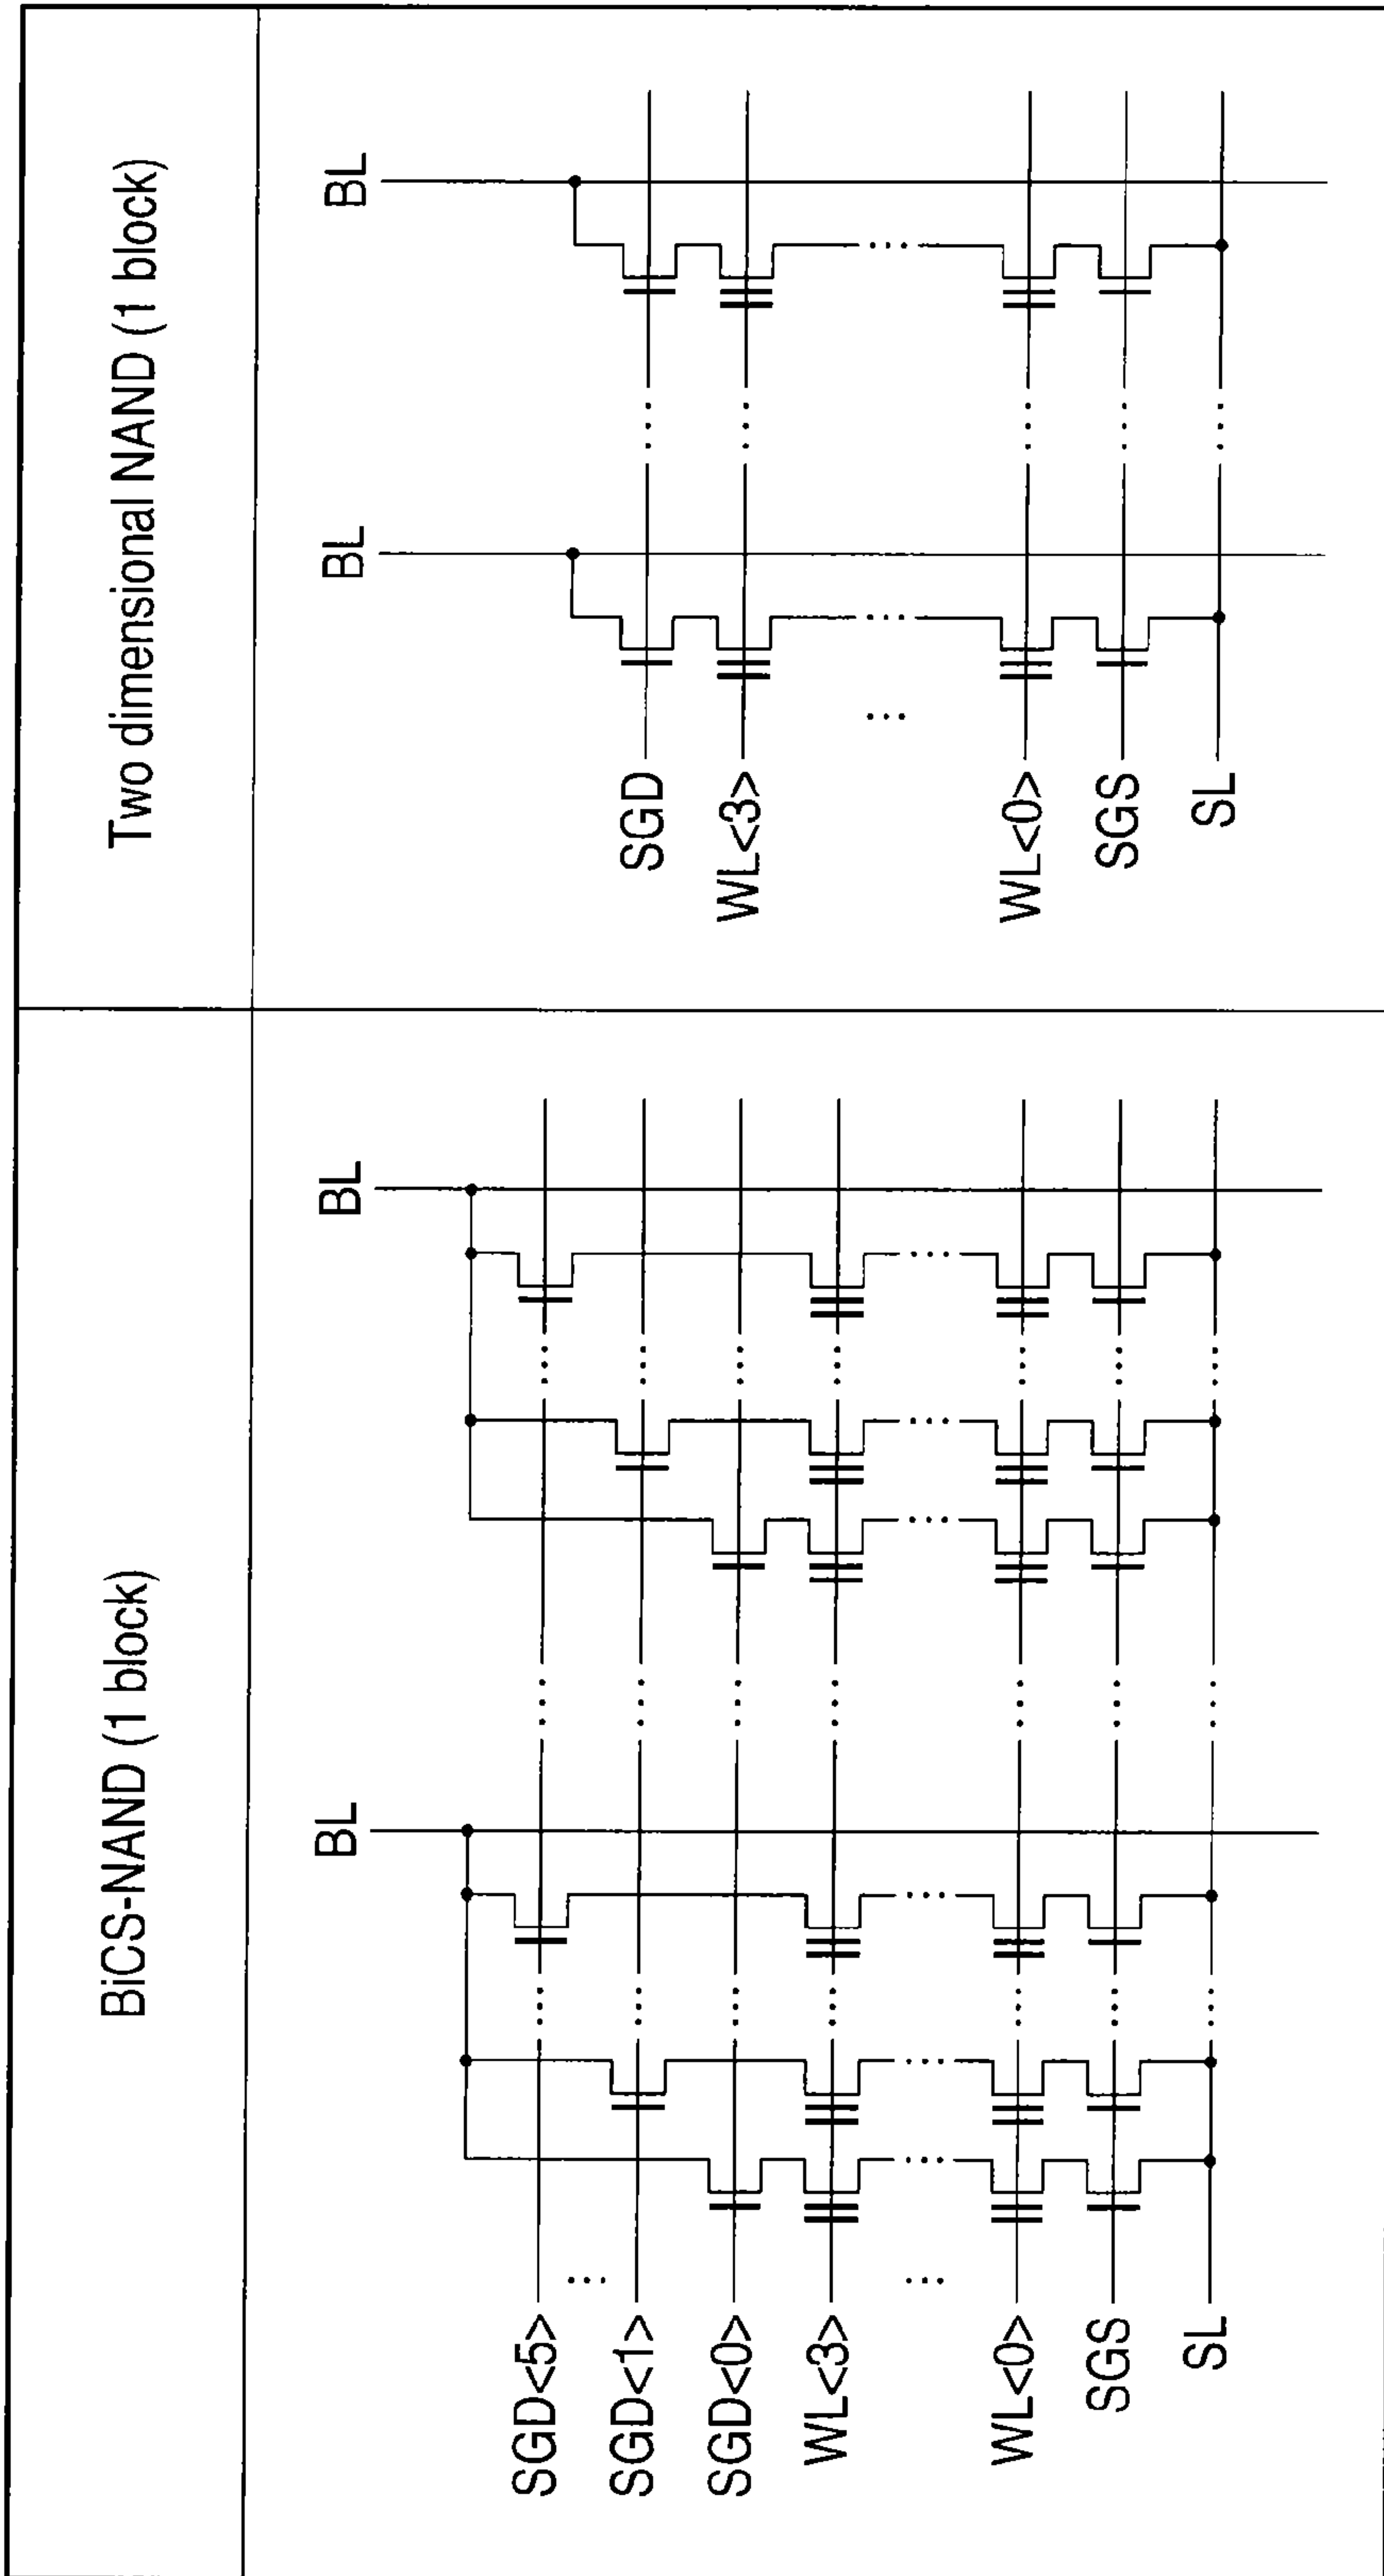 BiCS-NAND (1 block)
Two dimensional NAND (1 block)
BL
BL
SGD<5>
SGD<1>
SGD<0>
WL<3>
WL<0>
SGS
SL
BL
BL
SGD
WL<3>
WL<0>
SGS
SL